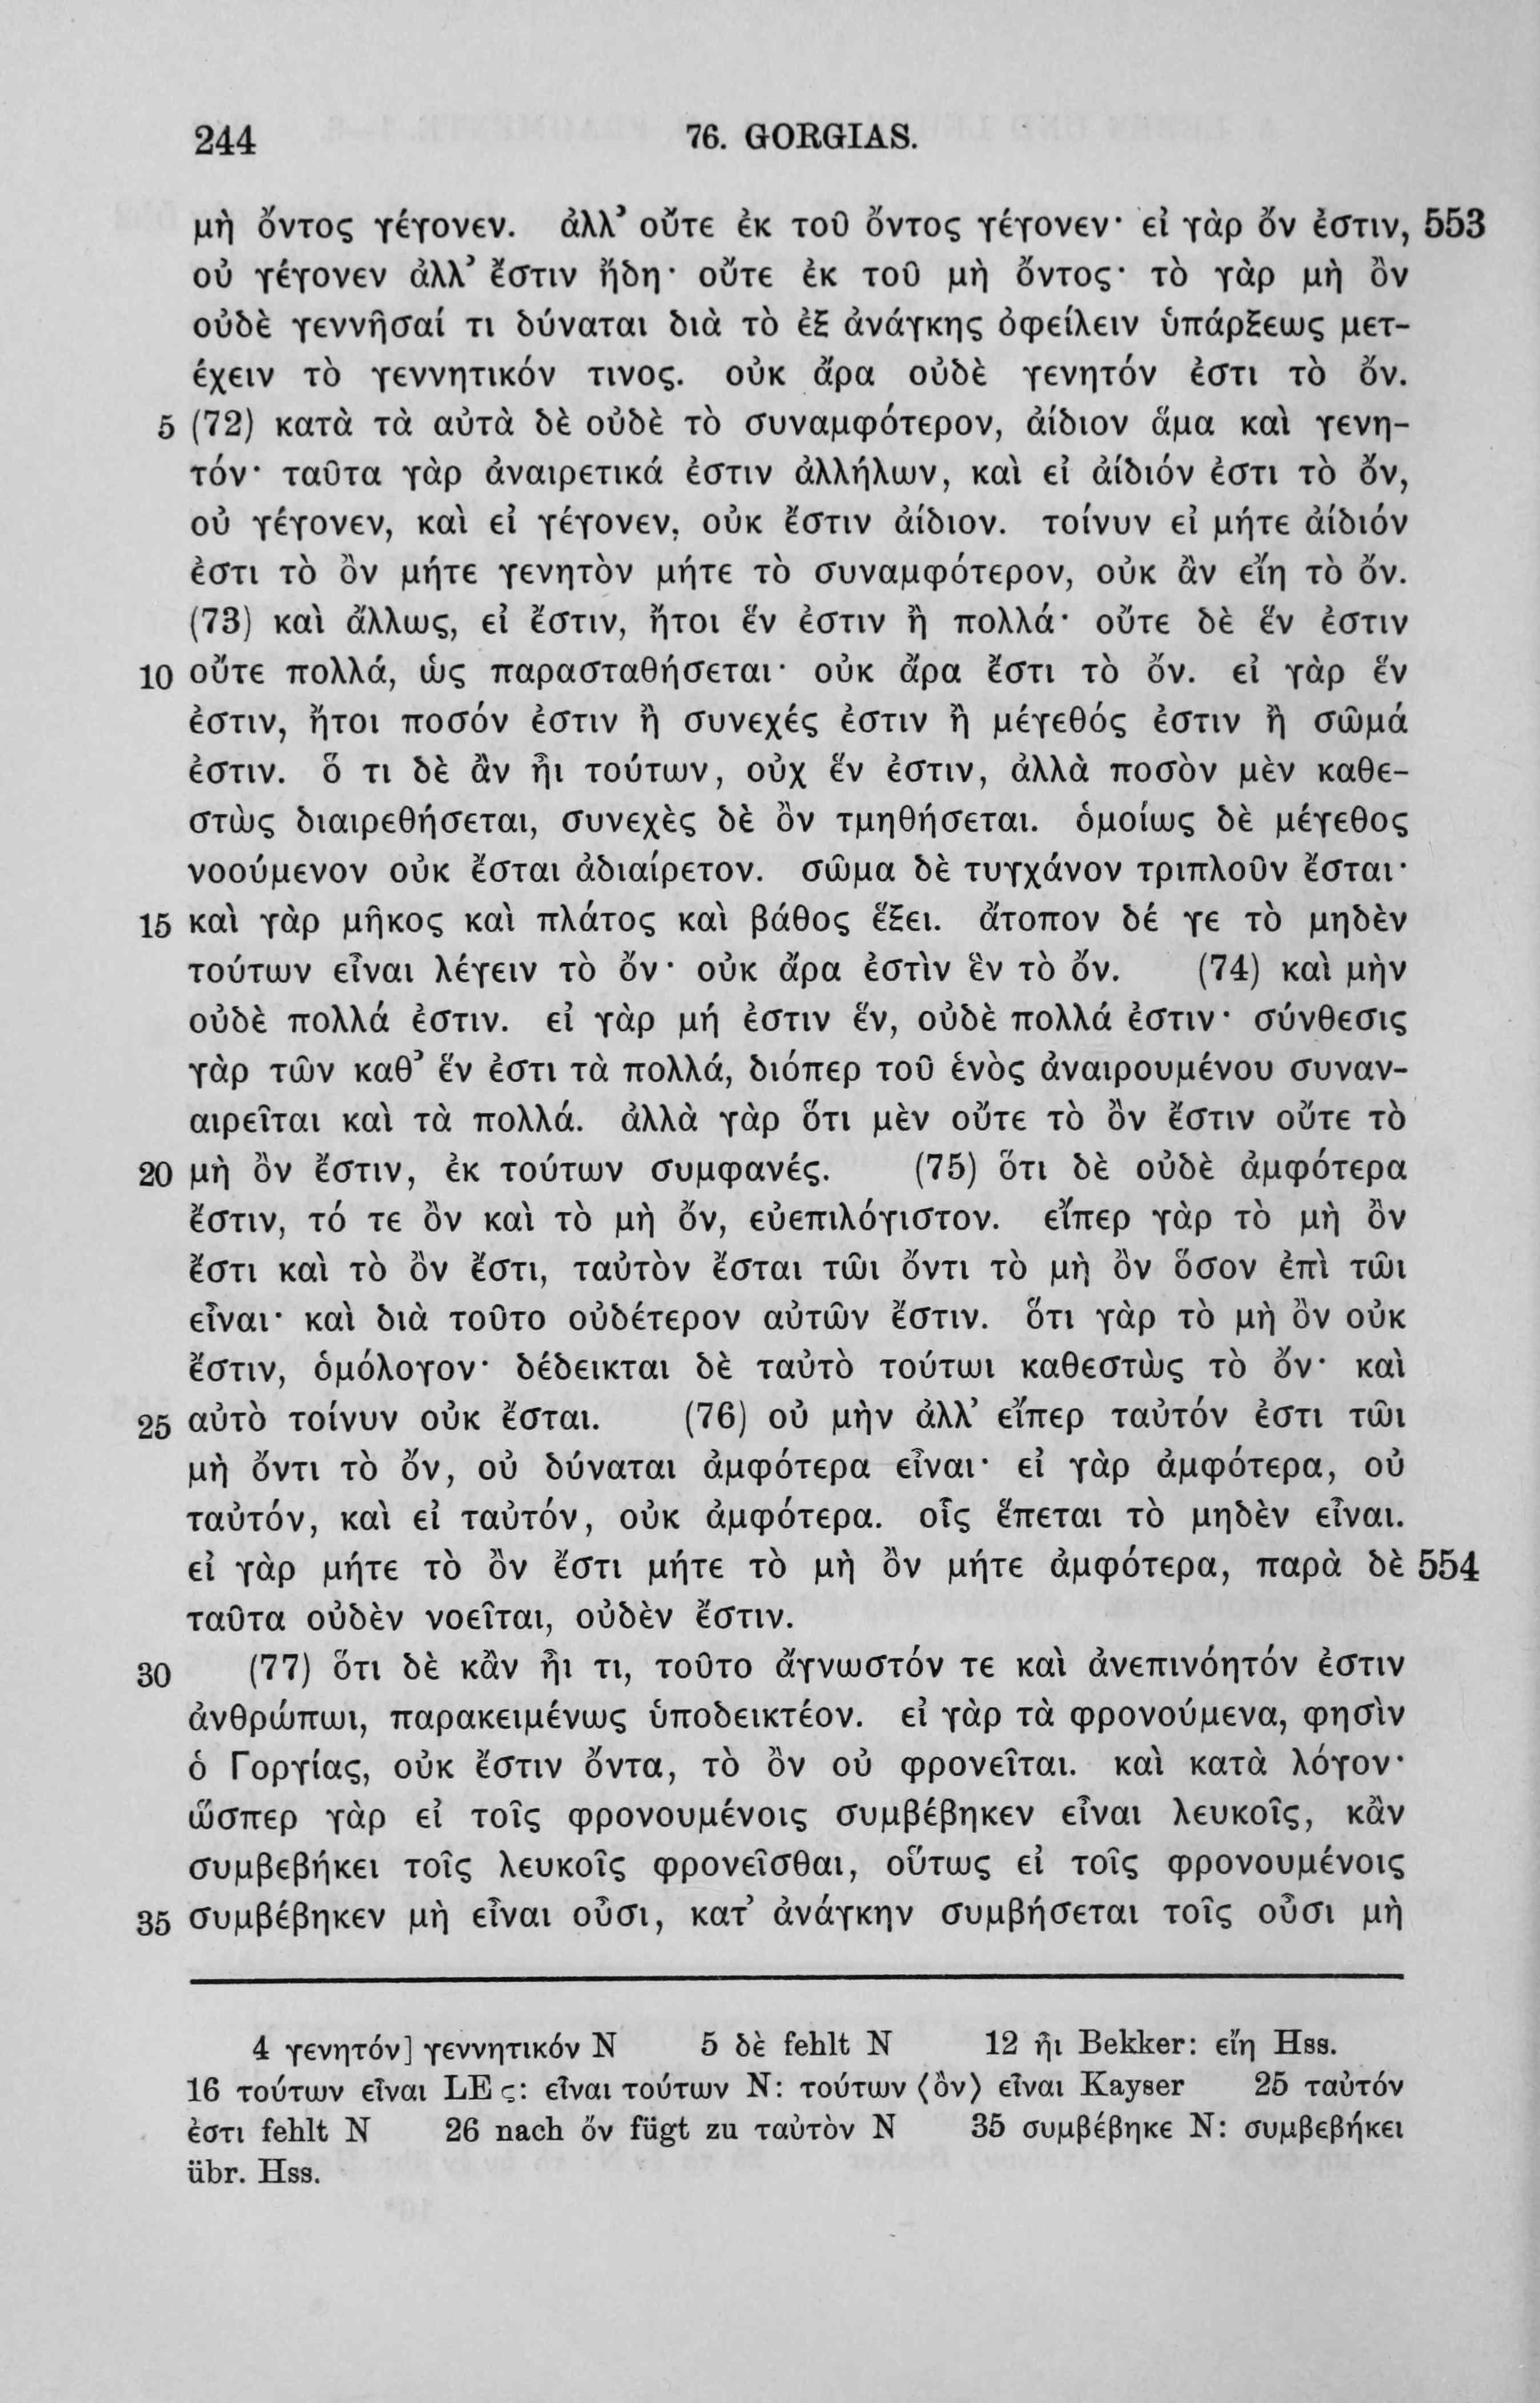 244 76. GORGIAS.
μὴ ὄντος γέγονεν. ἀλλ’ οὔτε ἐκ τοῦ ὄντος γέγονεν· εἰ γὰρ ὄν ἐστιν, 553
οὐ γέγονεν ἀλλ’ ἔστιν ἤδη· οὔτε ἐκ τοῦ μὴ ὄντος· τὸ γὰρ μὴ ὂν
οὐδὲ γεννῆσαί τι δύναται διὰ τὸ ἐξ ἀνάγκης ὀφείλειν ὑπάρξεως μετ-
έχειν τὸ γεννητικόν τινος. οὐκ ἄρα οὐδὲ γενητόν ἐστι τὸ ὄν.
5 (72) κατὰ τὰ αὐτὰ δὲ οὐδὲ τὸ συναμφότερον, ἀίδιον ἅμα καὶ γενη-
τόν· ταῦτα γὰρ ἀναιρετικά ἐστιν ἀλλήλων, καὶ εἰ ἀίδιόν ἐστι τὸ ὄν,
οὐ γέγονεν, καὶ εἰ γέγονεν, οὐκ ἔστιν ἀίδιον. τοίνυν εἰ μήτε ἀίδιόν
ἐστι τὸ ὂν μήτε γενητὸν μήτε τὸ συναμφότερον, οὐκ ἂν εἴη τὸ ὄν.
(73) καὶ ἄλλως, εἰ ἔστιν, ἤτοι ἕν ἐστιν ἢ πολλά· οὔτε δὲ ἕν ἐστιν
10 οὔτε πολλά, ὡς παρασταθήσεται· οὐκ ἄρα ἔστι τὸ ὄν. εἰ γὰρ ἕν
ἐστιν, ἤτοι ποσόν ἐστιν ἢ συνεχές ἐστιν ἢ μέγεθός ἐστιν ἢ σῶμά
ἐστιν. ὅ τι δὲ ἂν ἦι τούτων, οὐχ ἕν ἐστιν, ἀλλὰ ποσὸν μὲν καθε-
στὼς διαιρεθήσεται, συνεχὲς δὲ ὂν τμηθήσεται. ὁμοίως δὲ μέγεθος
νοούμενον οὐκ ἔσται ἀδιαίρετον. σῶμα δὲ τυγχάνον τριπλοῦν ἔσται·
15 καὶ γὰρ μῆκος καὶ πλάτος καὶ βάθος ἕξει. ἄτοπον δέ γε τὸ μηδὲν
τούτων εἶναι λέγειν τὸ ὄν· οὐκ ἄρα ἐστὶν ἓν τὸ ὄν. (74) καὶ μὴν
οὐδὲ πολλά ἐστιν. εἰ γὰρ μή ἐστιν ἕν, οὐδὲ πολλά ἐστιν· σύνθεσις
γὰρ τῶν καθ’ ἕν ἐστι τὰ πολλά, διόπερ τοῦ ἑνὸς ἀναιρουμένου συναν-
αιρεῖται καὶ τὰ πολλά. ἀλλὰ γὰρ ὅτι μὲν οὔτε τὸ ὂν ἔστιν οὔτε τὸ
20 μὴ ὂν ἔστιν, ἐκ τούτων συμφανές. (75) ὅτι δὲ οὐδὲ ἀμφότερα
ἔστιν, τό τε ὂν καὶ τὸ μὴ ὄν, εὐεπιλόγιστον. εἴπερ γὰρ τὸ μὴ ὂν
ἔστι καὶ τὸ ὂν ἔστι, ταὐτὸν ἔσται τῶι ὄντι τὸ μὴ ὂν ὅσον ἐπὶ τῶι
εἶναι· καὶ διὰ τοῦτο οὐδέτερον αὐτῶν ἔστιν. ὅτι γὰρ τὸ μὴ ὂν οὐκ
ἔστιν, ὁμόλογον· δέδεικται δὲ ταὐτὸ τούτωι καθεστὼς τὸ ὄν· καὶ
25 αὐτὸ τοίνυν οὐκ ἔσται. (76) οὐ μὴν ἀλλ’ εἴπερ ταὐτόν ἐστι τῶι
μὴ ὄντι τὸ ὄν, οὐ δύναται ἀμφότερα εἶναι· εἰ γὰρ ἀμφότερα, οὐ
ταὐτόν, καὶ εἰ ταὐτόν, οὐκ ἀμφότερα. οἷς ἕπεται τὸ μηδὲν εἶναι.
εἰ γὰρ μήτε τὸ ὂν ἔστι μήτε τὸ μὴ ὂν μήτε ἀμφότερα, παρὰ δὲ 554
ταῦτα οὐδὲν νοεῖται, οὐδὲν ἔστιν.
30 (77) ὅτι δὲ κἂν ἦι τι, τοῦτο ἄγνωστόν τε καὶ ἀνεπινόητόν ἐστιν
ἀνθρώπωι, παρακειμένως ὑποδεικτέον. εἰ γὰρ τὰ φρονούμενα, φησὶν
ὁ Γοργίας, οὐκ ἔστιν ὄντα, τὸ ὂν οὐ φρονεῖται. καὶ κατὰ λόγον·
ὥσπερ γὰρ εἰ τοῖς φρονουμένοις συμβέβηκεν εἶναι λευκοῖς, κἂν
συμβεβήκει τοῖς λευκοῖς φρονεῖσθαι, οὕτως εἰ τοῖς φρονουμένοις
35 συμβέβηκεν μὴ εἶναι οὖσι, κατ’ ἀνάγκην συμβήσεται τοῖς οὖσι μὴ
4 γενητόν] γεννητικόν N 5 δὲ fehlt N 12 ἦι Bekker: εἴη Hss.
16 τούτων εἶναι LE ς: εἶναι τούτων N: τούτων ⟨ὂν⟩ εἶναι Kayser 25 ταὐτόν
ἐστι fehlt N 26 nach ὄν fügt zu ταὐτὸν N 35 συμβέβηκε N: συμβεβήκει
übr. Hss.